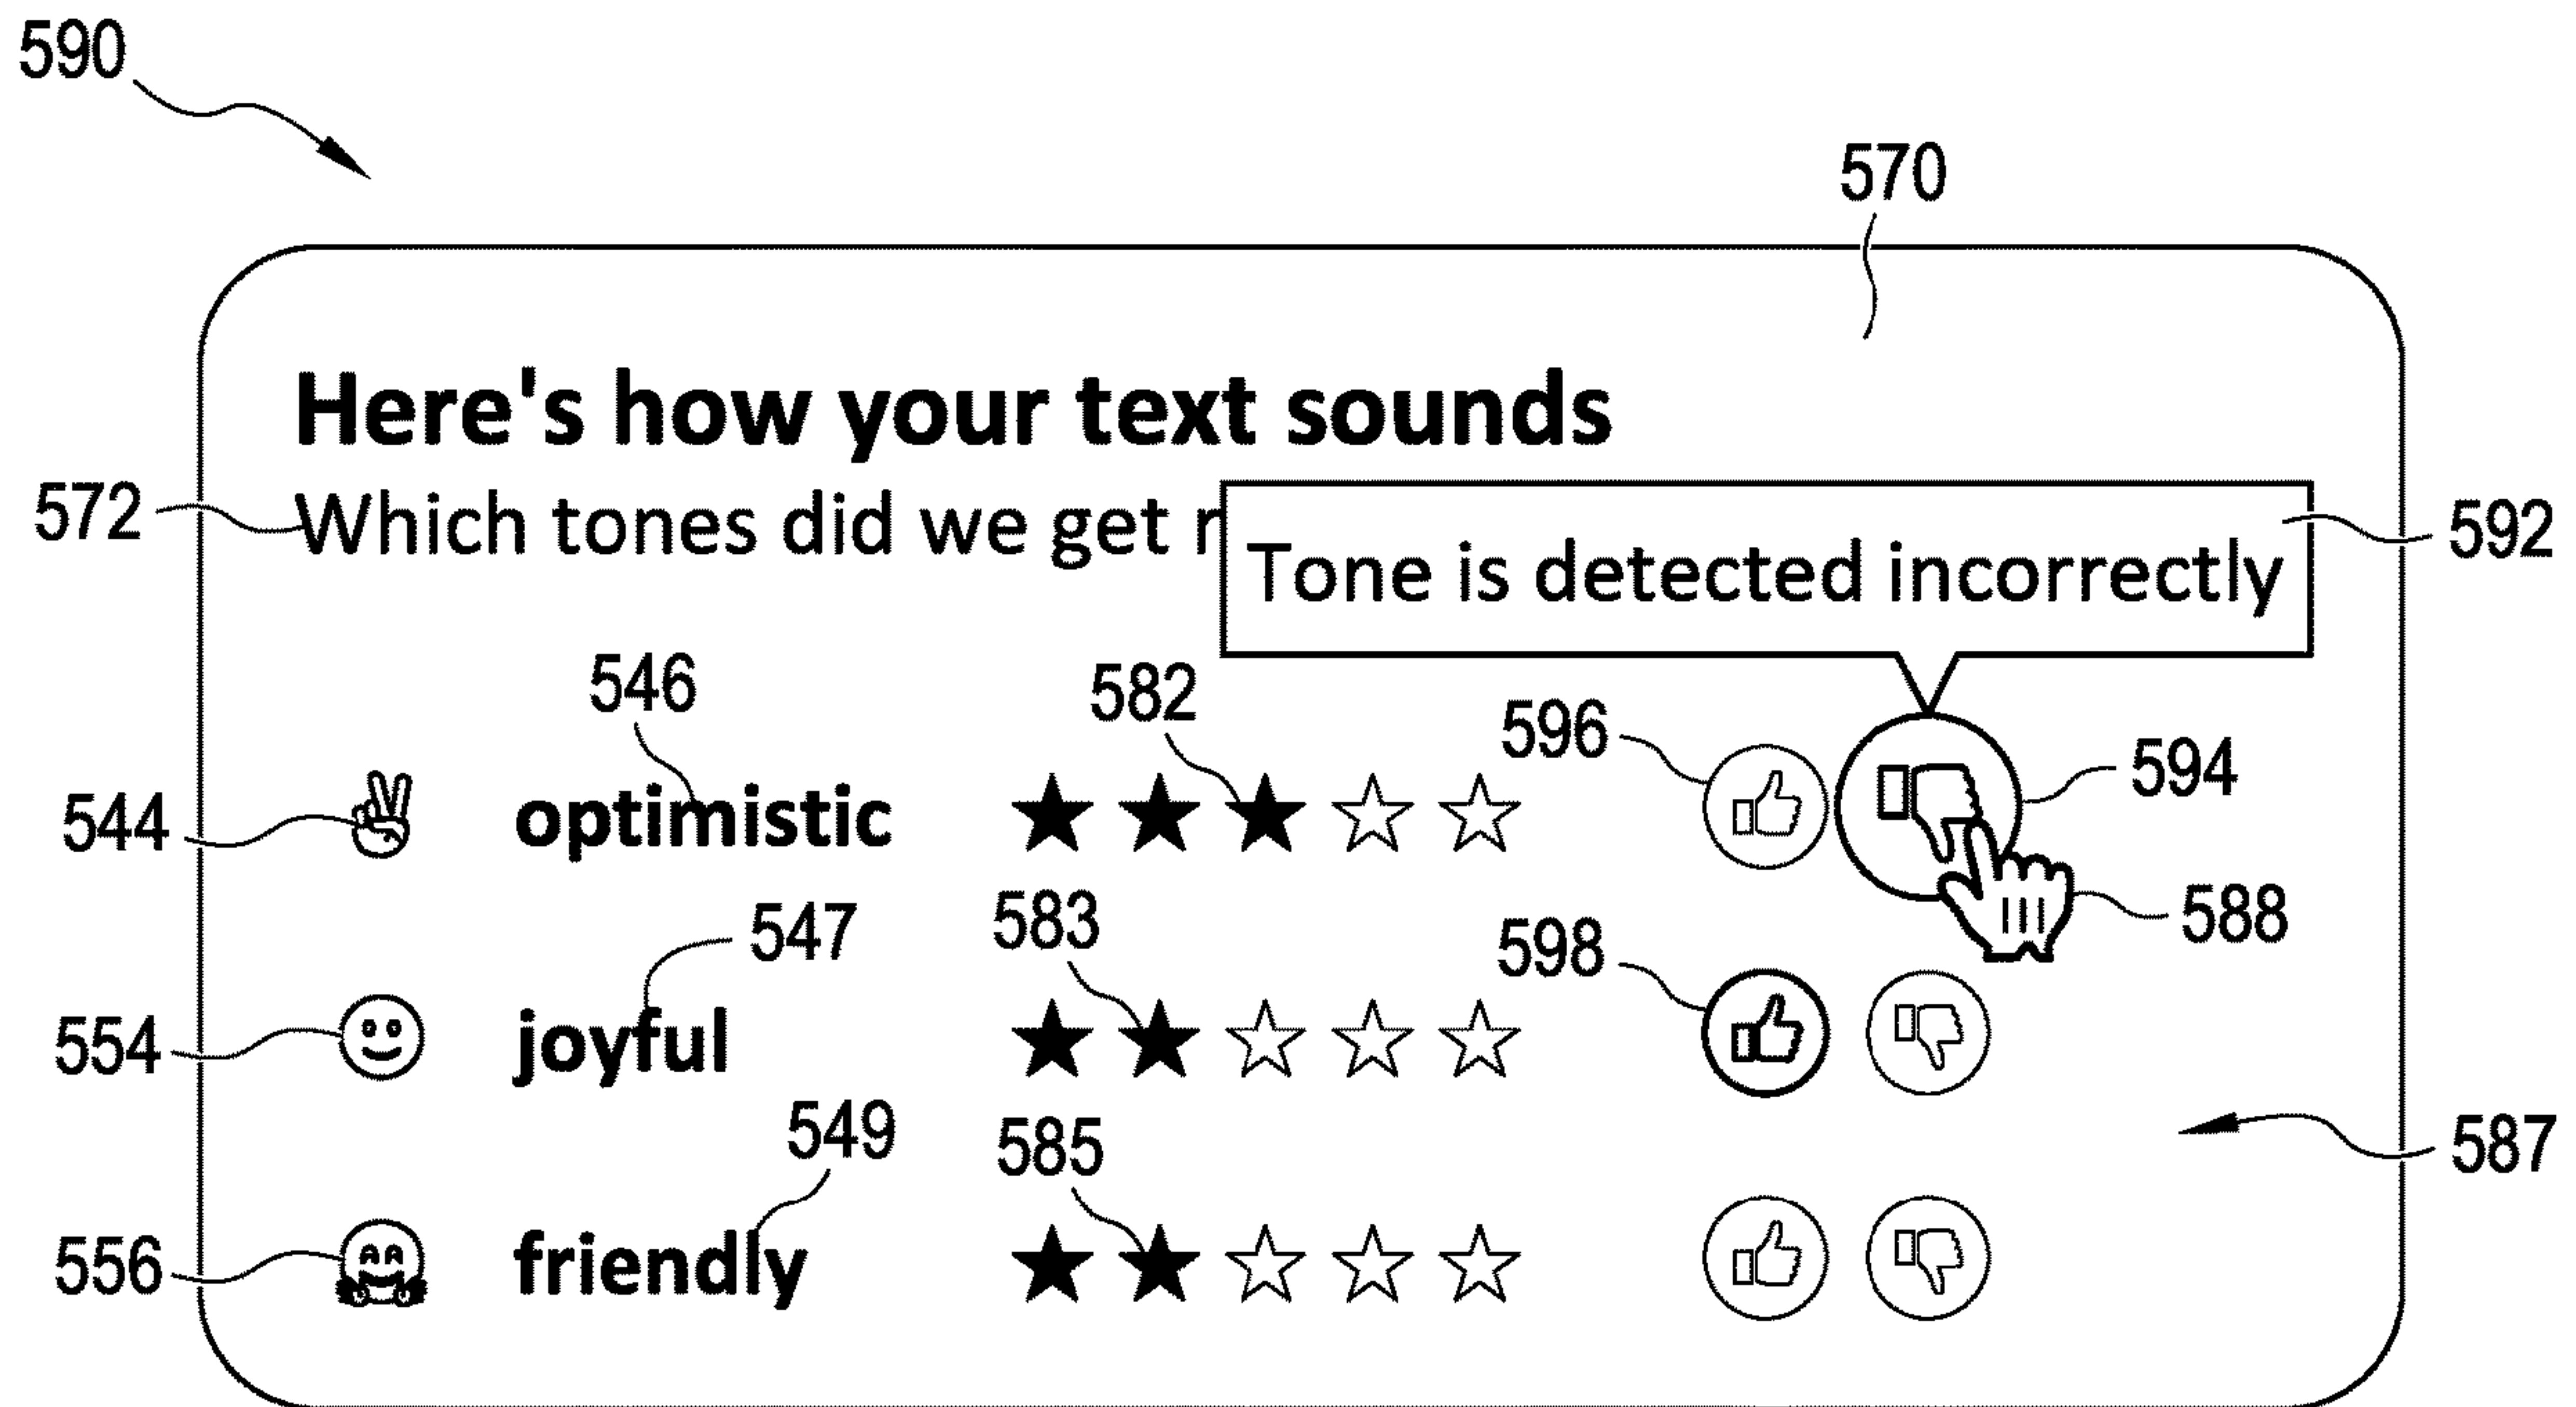 590
570
Here's how your text sounds
572 Which tones did we get r
Tone is detected incorrectly 592
546 582 596
544 optimistic 594
588
547 583 598
554 joyful
549 585 587
556 friendly